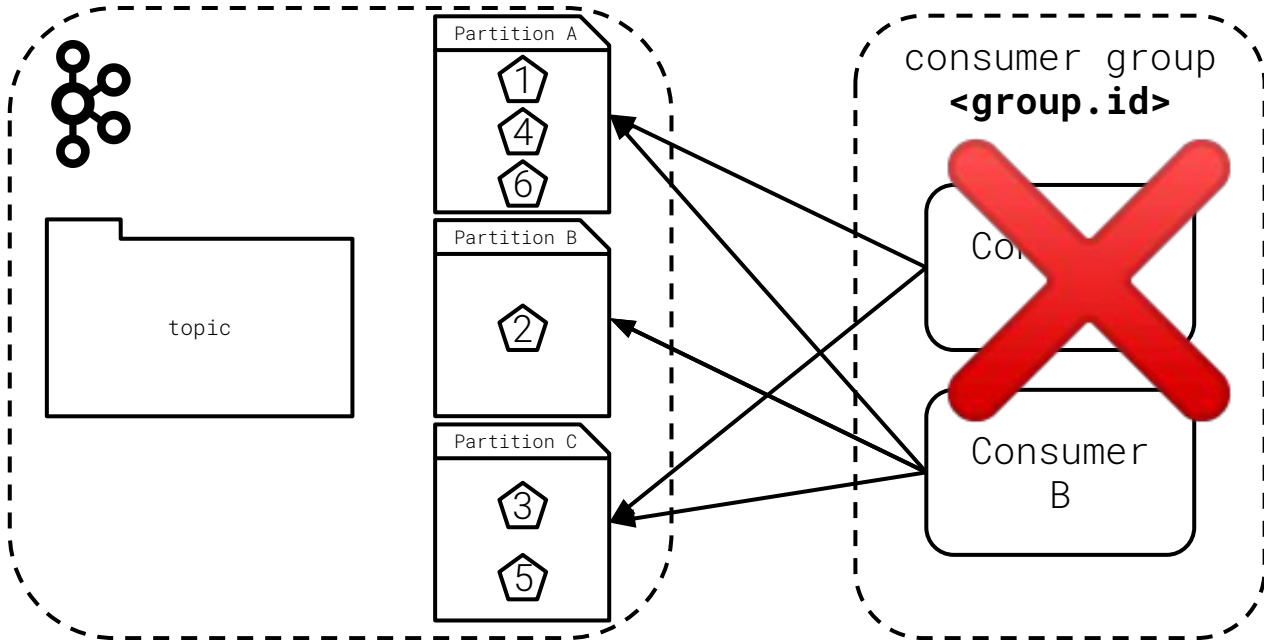 Partition A
1
4
6
Partition B
2
Partition C
3
5
topic
consumer group
<group.id>
Consumer
B